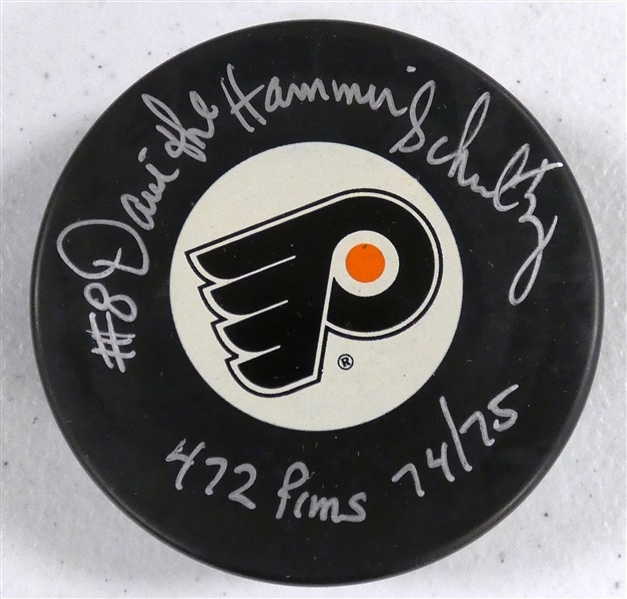 #8 Dave the Hammer Schultz
472 Pims 74/75
®